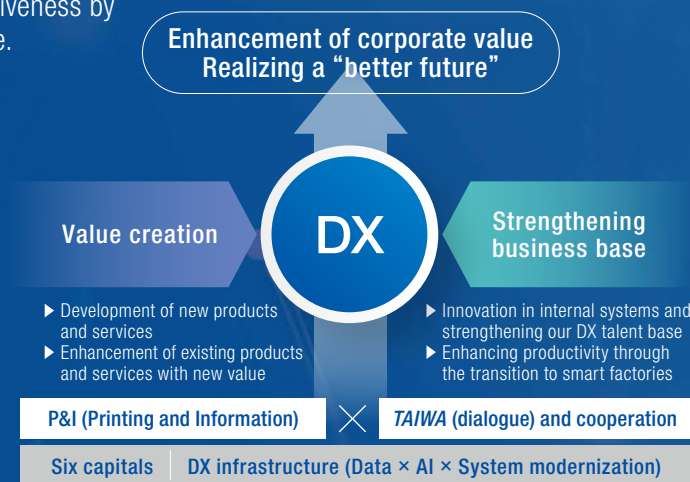 iveness by
e.
Enhancement of corporate value
Realizing a “better future”
Value creation
DX
Strengthening
business base
▶ Development of new products
and services
▶ Enhancement of existing products
and services with new value
▶ Innovation in internal systems and
strengthening our DX talent base
▶ Enhancing productivity through
the transition to smart factories
P&I (Printing and Information) × TAIWA (dialogue) and cooperation
Six capitals | DX infrastructure (Data × AI × System modernization)